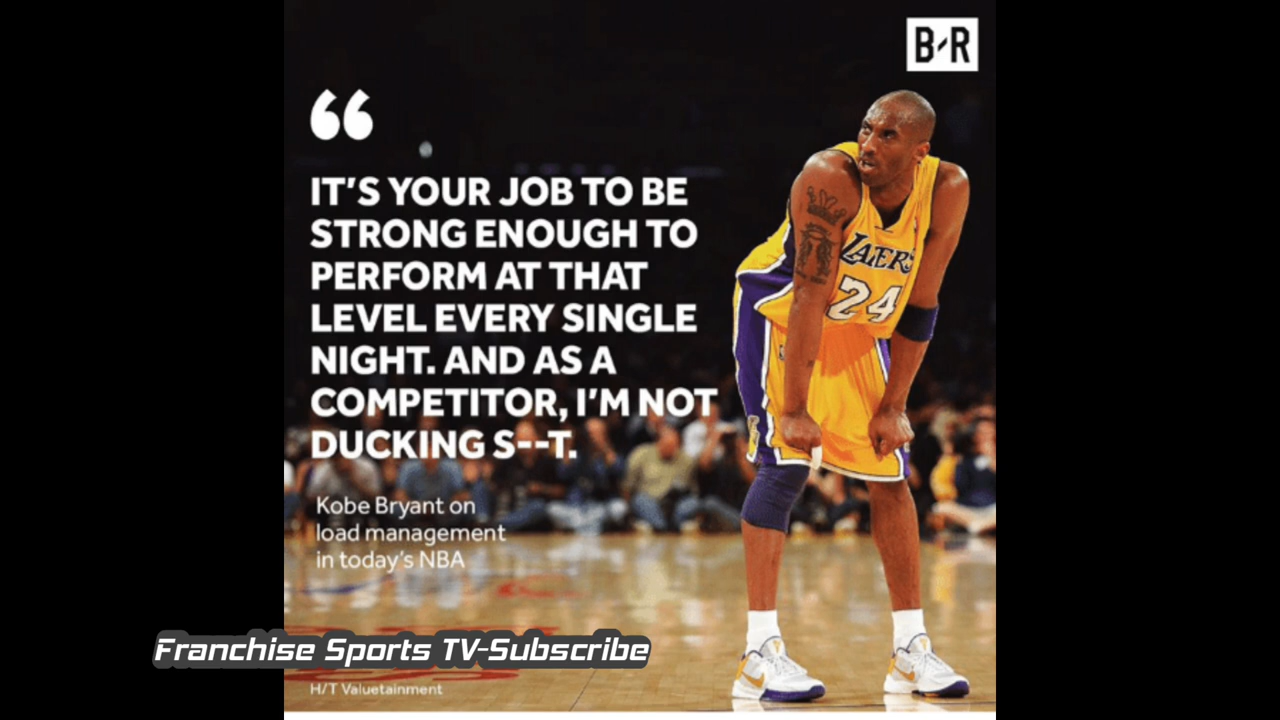 B-R
“
IT'S YOUR JOB TO BE
STRONG ENOUGH TO
PERFORM AT THAT
LEVEL EVERY SINGLE
NIGHT. AND AS A
COMPETITOR, I'M NOT
DUCKING S--T.
LAKERS
24
Kobe Bryant on
load management
in today's NBA
Franchise Sports TV-Subscribe
H/T Valuetainment